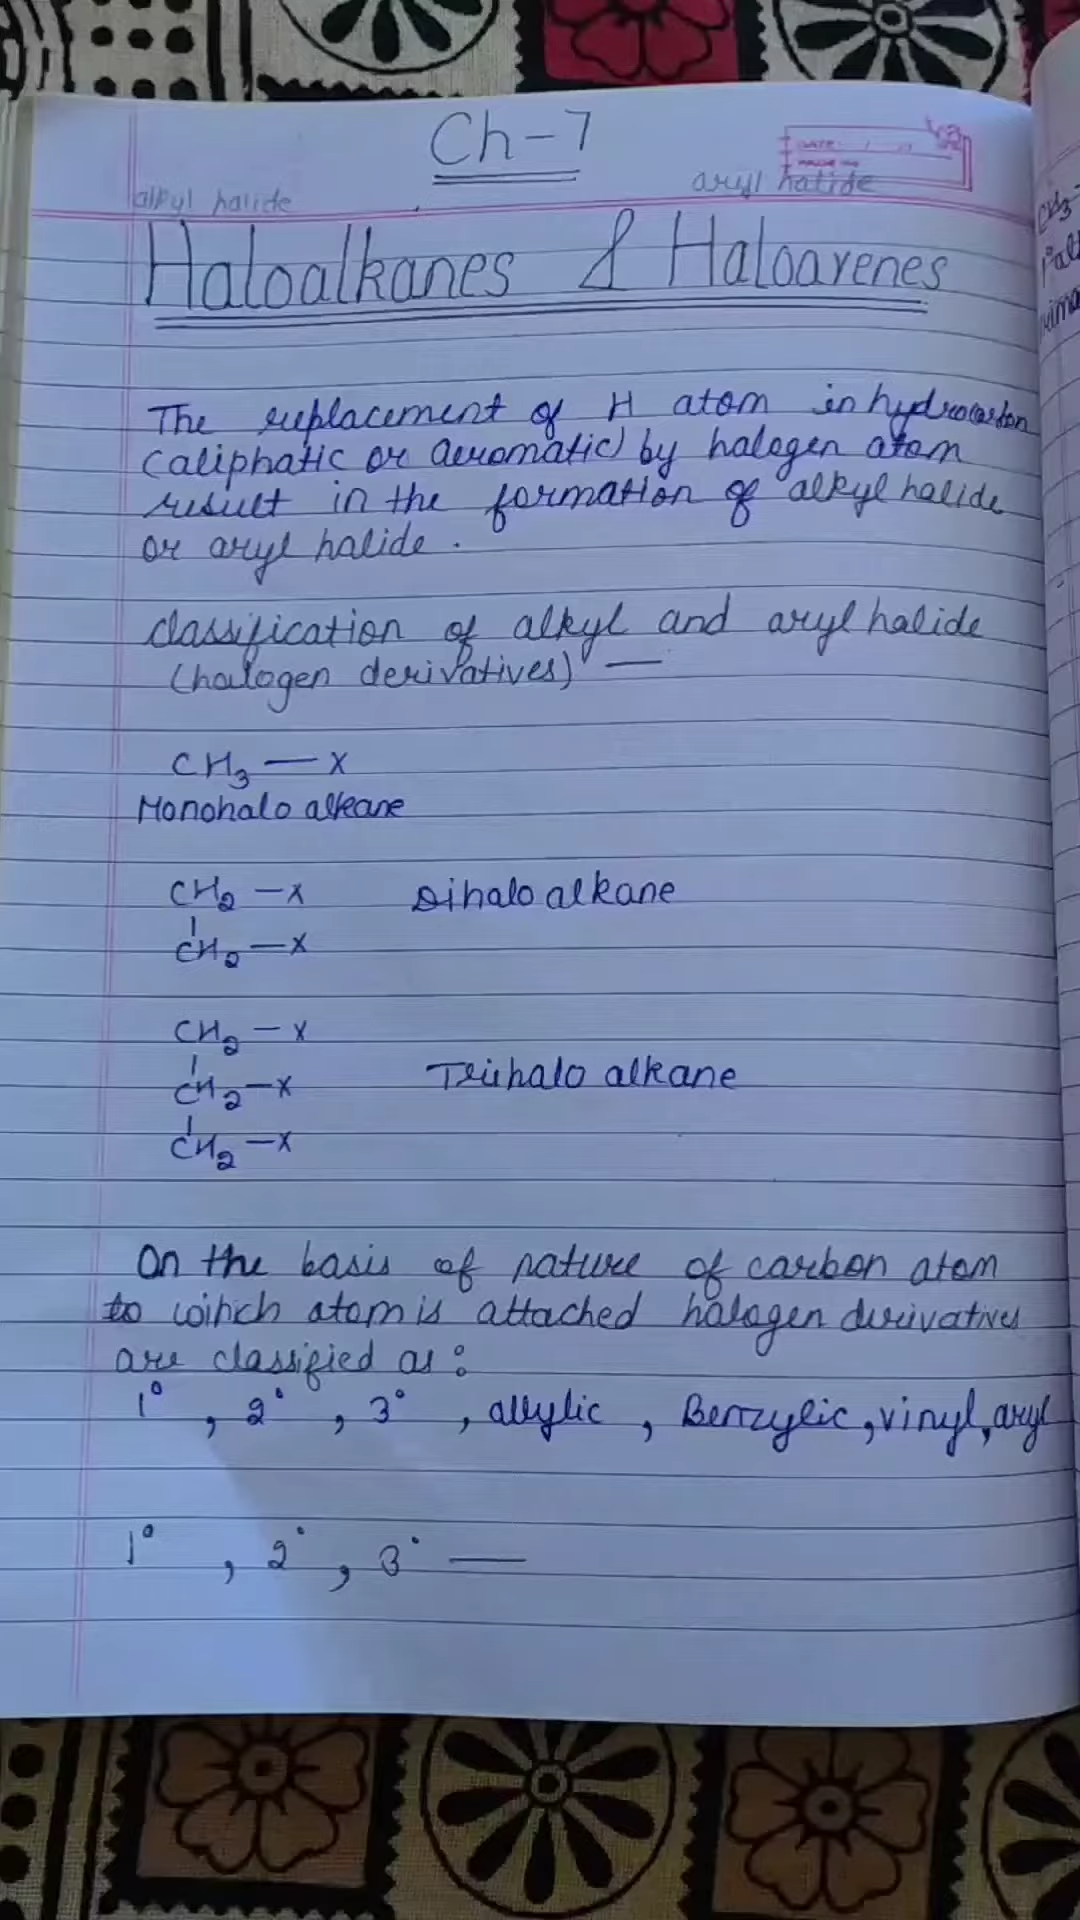 Ch-7
alkyl halide aryl halide
Haloalkanes & Haloarenes
The replacement of H atom in hydrocarbon
(aliphatic or aromatic) by halogen atom
result in the formation of alkyl halide
or aryl halide.
classification of alkyl and aryl halide
(halogen derivatives) —
CH3 — X
Monohalo alkane
CH2 — X Dihalo alkane
CH2 — X
CH2 — X
CH2 — X Trihalo alkane
CH2 — X
On the basis of nature of carbon atom
to which atom is attached halogen derivatives
are classified as :
1° , 2° , 3° , allylic , Benzylic, vinyl, aryl
1° , 2° , 3° —
CH3